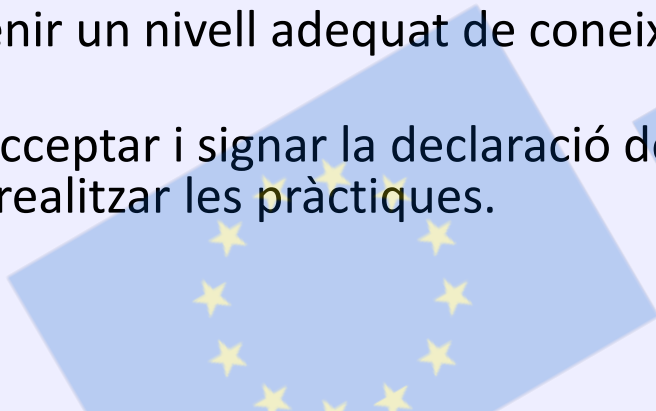 enir un nivell adequat de coneix
cceptar i signar la declaració de
realitzar les pràctiques.